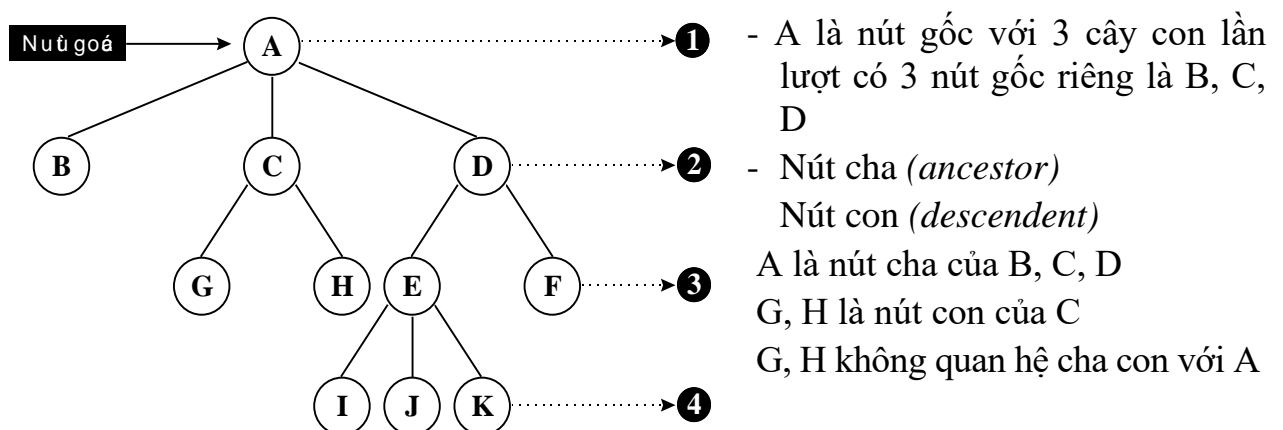 Nuùt goá
A
1
B
C
D
2
G
H
E
F
3
I
J
K
4
- A là nút gốc với 3 cây con lần
lượt có 3 nút gốc riêng là B, C,
D
- Nút cha (ancestor)
Nút con (descendent)
A là nút cha của B, C, D
G, H là nút con của C
G, H không quan hệ cha con với A